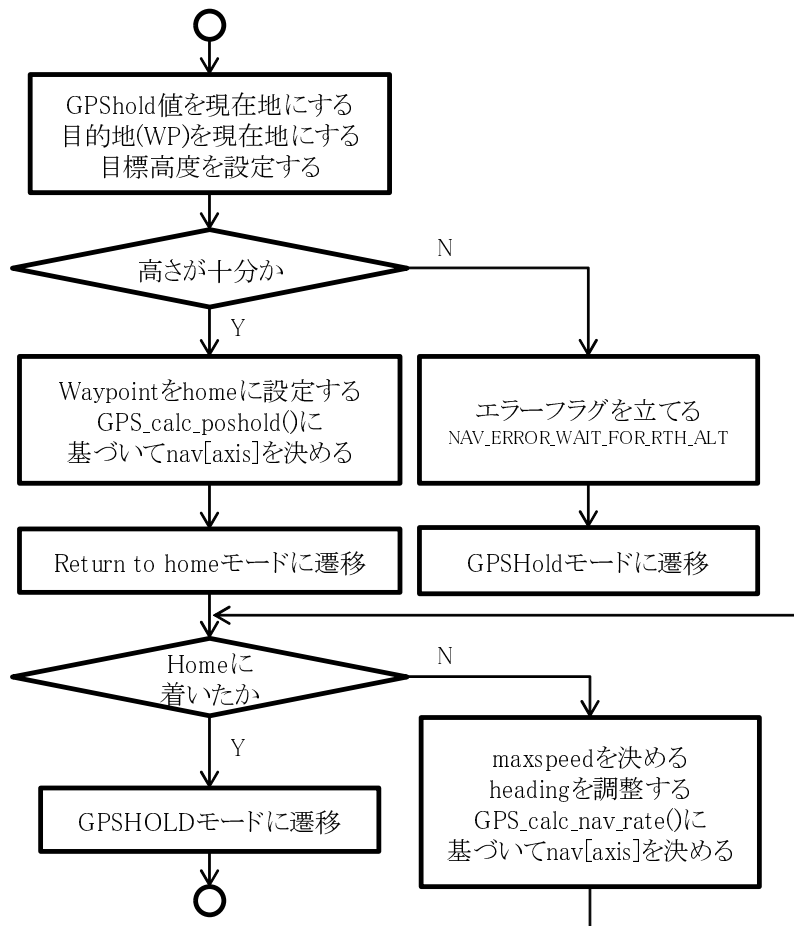 GPShold値を現在地にする
目的地(WP)を現在地にする
目標高度を設定する
高さが十分か
N
Y
Waypointをhomeに設定する
GPS_calc_poshold()に
基づいてnav[axis]を決める
エラーフラグを立てる
NAV_ERROR_WAIT_FOR_RTH_ALT
Return to homeモードに遷移
GPSHoldモードに遷移
Homeに
着いたか
N
Y
maxspeedを決める
headingを調整する
GPS_calc_nav_rate()に
基づいてnav[axis]を決める
GPSHOLDモードに遷移